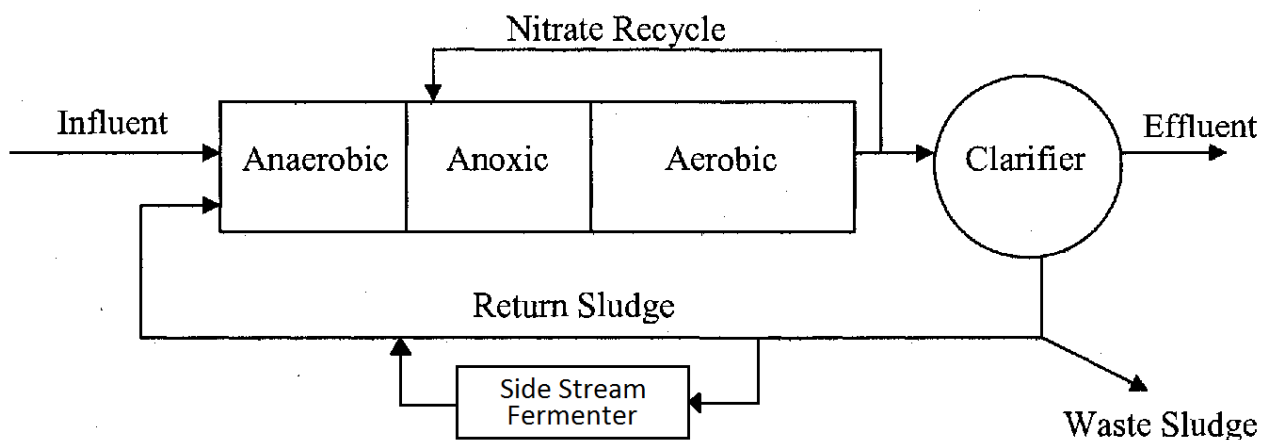 Nitrate Recycle
Influent
Anaerobic
Anoxic
Aerobic
Clarifier
Effluent
Return Sludge
Side Stream
Fermenter
Waste Sludge